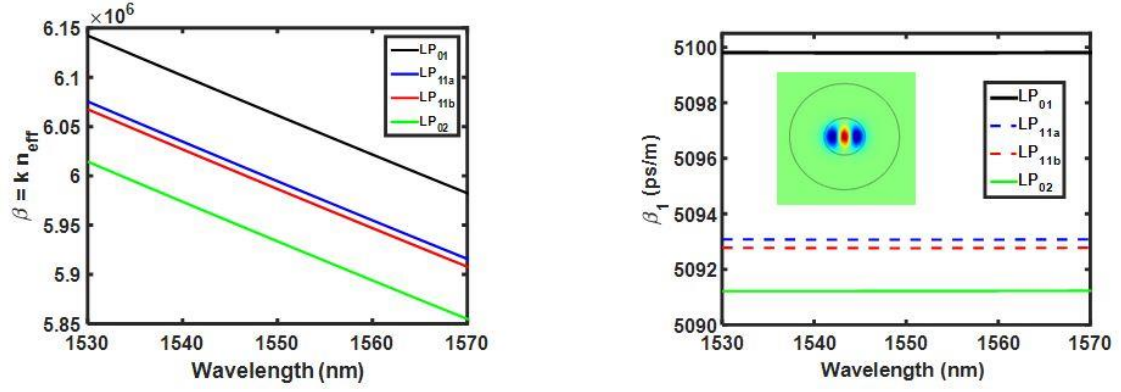 ×10⁶
6.15
6.1
6.05
6
5.95
5.9
5.85
β = k n_eff
1530
1540
1550
1560
1570
Wavelength (nm)
LP₀₁
LP₁₁ₐ
LP₁₁b
LP₀₂
5100
5098
5096
5094
5092
5090
β₁ (ps/m)
1530
1540
1550
1560
1570
Wavelength (nm)
LP₀₁
LP₁₁ₐ
LP₁₁b
LP₀₂